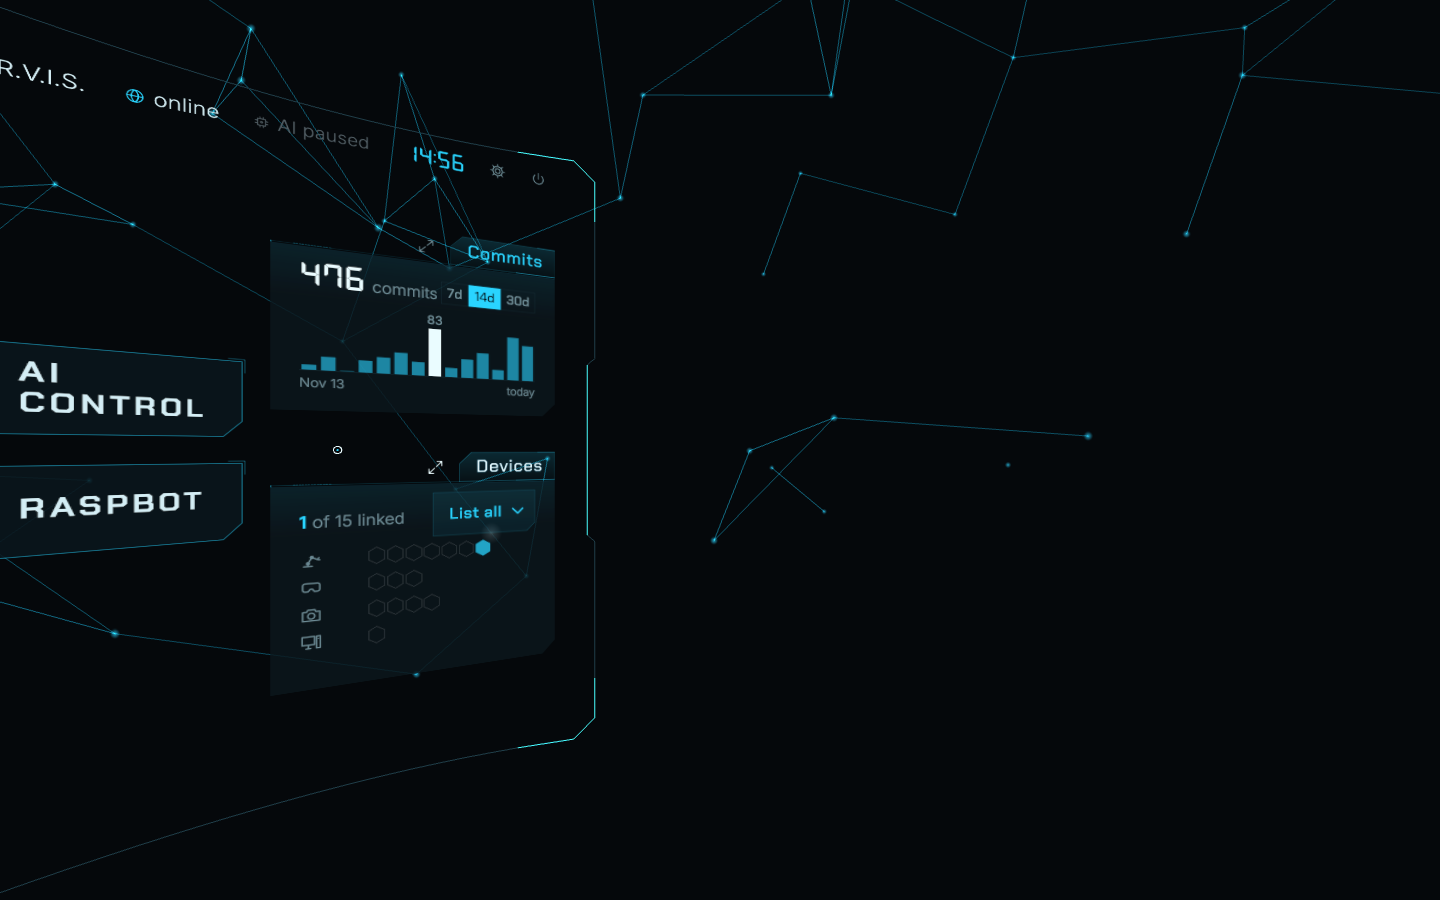 R.V.I.S.
online
AI paused
14:56
Commits
476 commits
7d 14d 30d
83
Nov 13
today
AI
CONTROL
Devices
1 of 15 linked
List all
RASPBOT